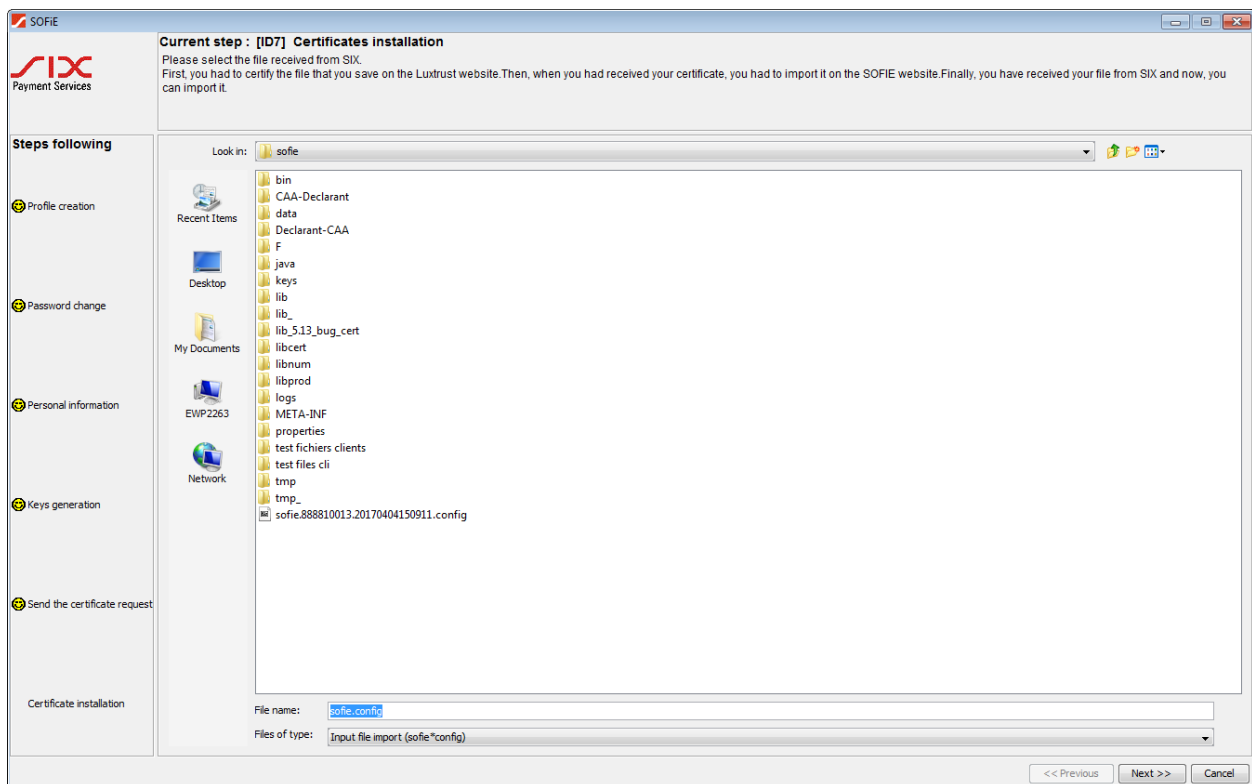 SOFiE
SIX
Payment Services
Current step : [ID7] Certificates installation
Please select the file received from SIX.
First, you had to certify the file that you save on the Luxtrust website.Then, when you had received your certificate, you had to import it on the SOFIE website.Finally, you have received your file from SIX and now, you
can import it.
Steps following
Profile creation
Password change
Personal information
Keys generation
Send the certificate request
Certificate installation
Look in:
sofie
Recent Items
Desktop
My Documents
EWP2263
Network
bin
CAA-Declarant
data
Declarant-CAA
F
java
keys
lib
lib_
lib_5.13_bug_cert
libcert
libnum
libprod
logs
META-INF
properties
test fichiers clients
test files cli
tmp
tmp_
sofie.888810013.20170404150911.config
File name:
sofie.config
Files of type:
Input file import (sofie*config)
<< Previous
Next >>
Cancel